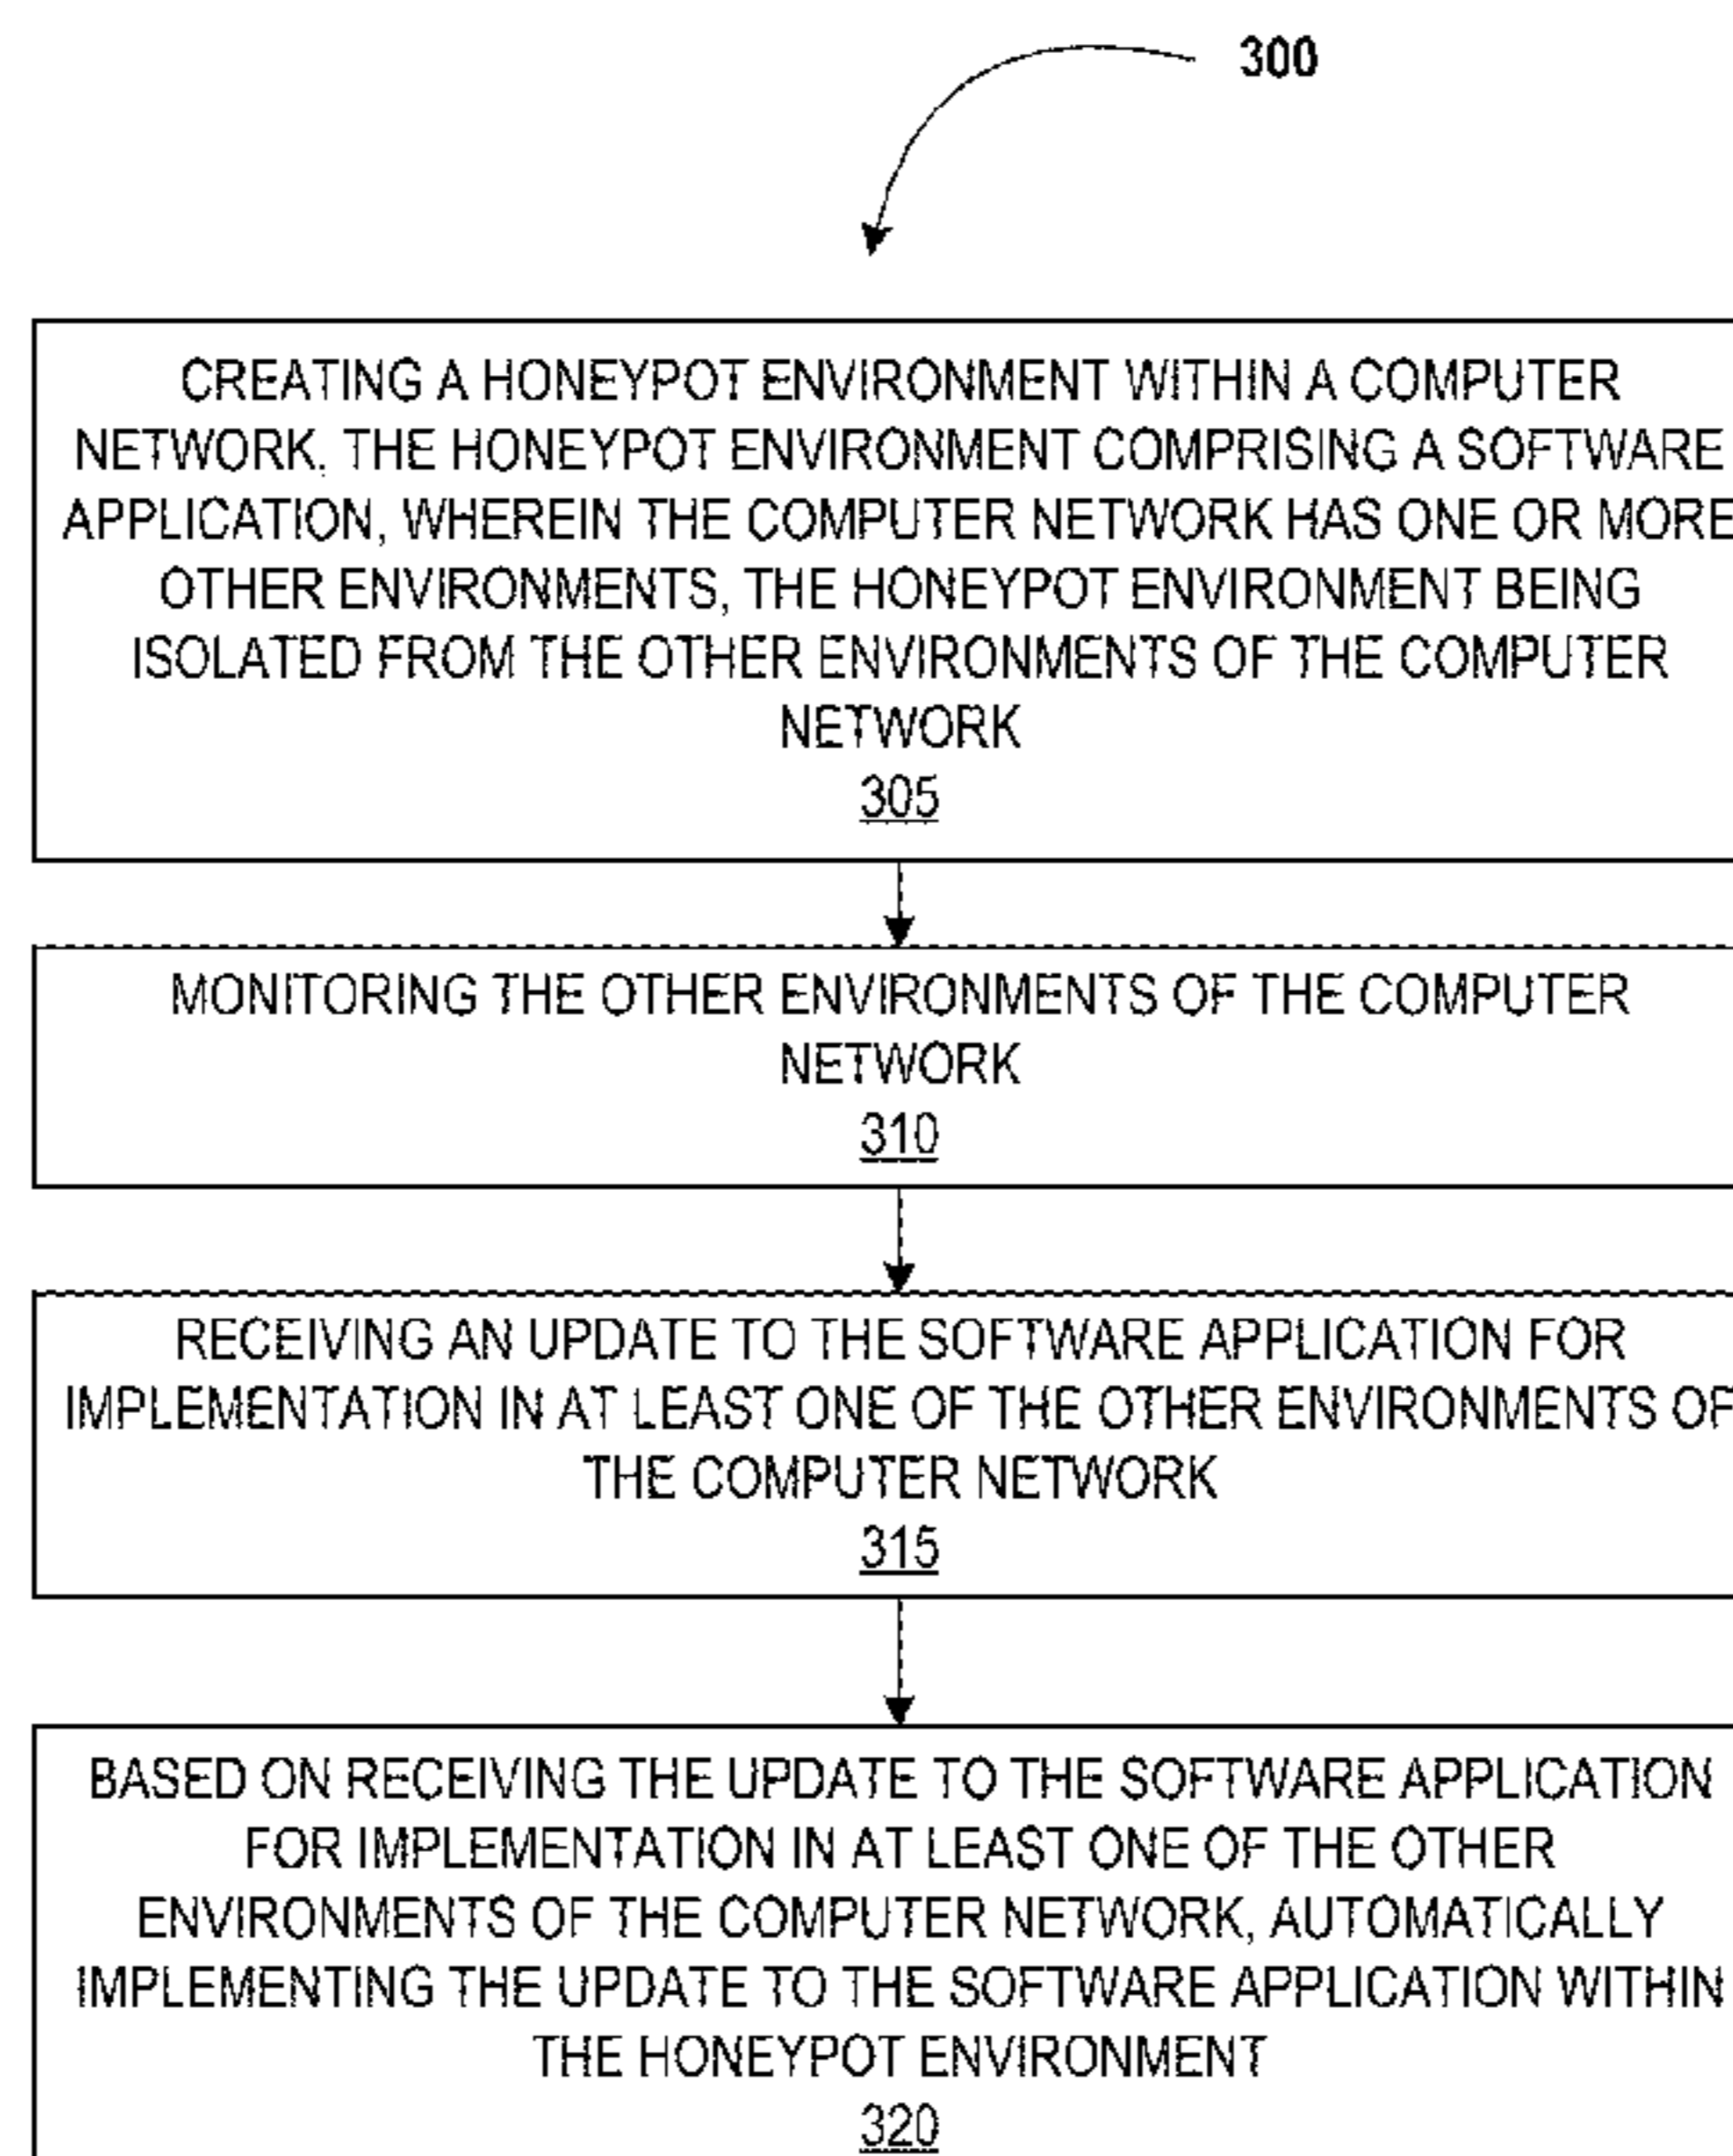 300
CREATING A HONEYPOT ENVIRONMENT WITHIN A COMPUTER
NETWORK, THE HONEYPOT ENVIRONMENT COMPRISING A SOFTWARE
APPLICATION, WHEREIN THE COMPUTER NETWORK HAS ONE OR MORE
OTHER ENVIRONMENTS, THE HONEYPOT ENVIRONMENT BEING
ISOLATED FROM THE OTHER ENVIRONMENTS OF THE COMPUTER
NETWORK
305
MONITORING THE OTHER ENVIRONMENTS OF THE COMPUTER
NETWORK
310
RECEIVING AN UPDATE TO THE SOFTWARE APPLICATION FOR
IMPLEMENTATION IN AT LEAST ONE OF THE OTHER ENVIRONMENTS OF
THE COMPUTER NETWORK
315
BASED ON RECEIVING THE UPDATE TO THE SOFTWARE APPLICATION
FOR IMPLEMENTATION IN AT LEAST ONE OF THE OTHER
ENVIRONMENTS OF THE COMPUTER NETWORK, AUTOMATICALLY
IMPLEMENTING THE UPDATE TO THE SOFTWARE APPLICATION WITHIN
THE HONEYPOT ENVIRONMENT
320